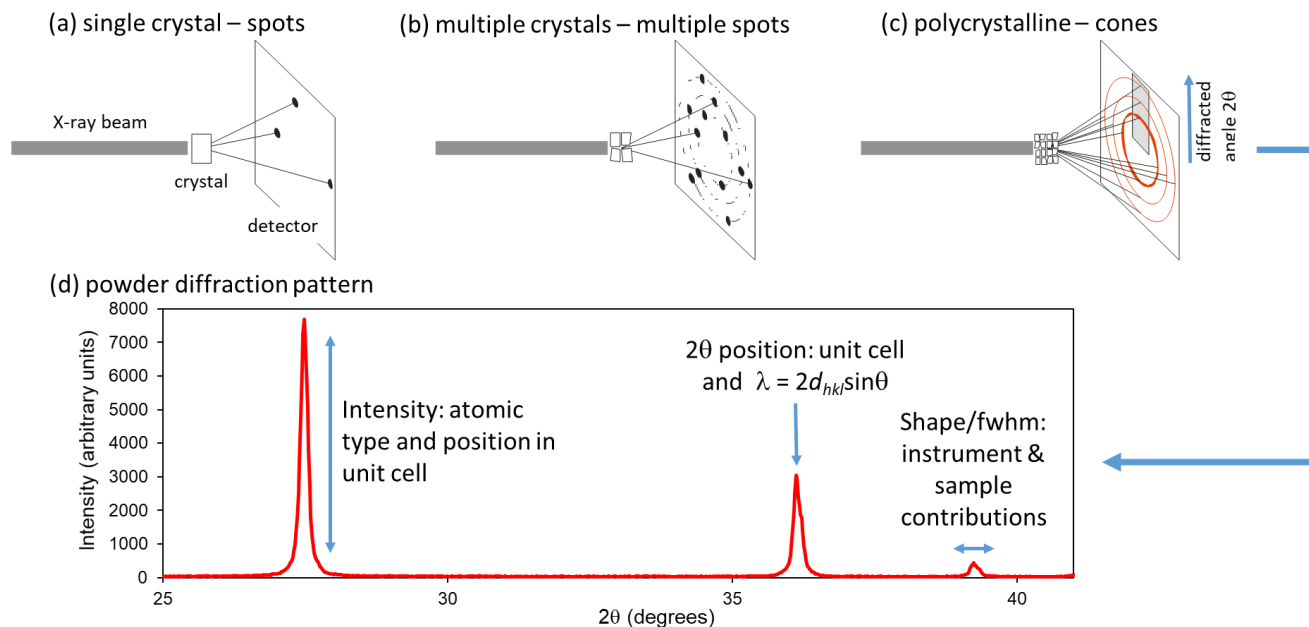 (a) single crystal – spots
(b) multiple crystals – multiple spots
(c) polycrystalline – cones
X-ray beam
crystal
detector
diffracted
angle 2θ
(d) powder diffraction pattern
Intensity (arbitrary units)
8000
7000
6000
5000
4000
3000
2000
1000
0
Intensity: atomic
type and position in
unit cell
2θ position: unit cell
and λ = 2dhklsinθ
Shape/fwhm:
instrument &
sample
contributions
25
30
35
40
2θ (degrees)